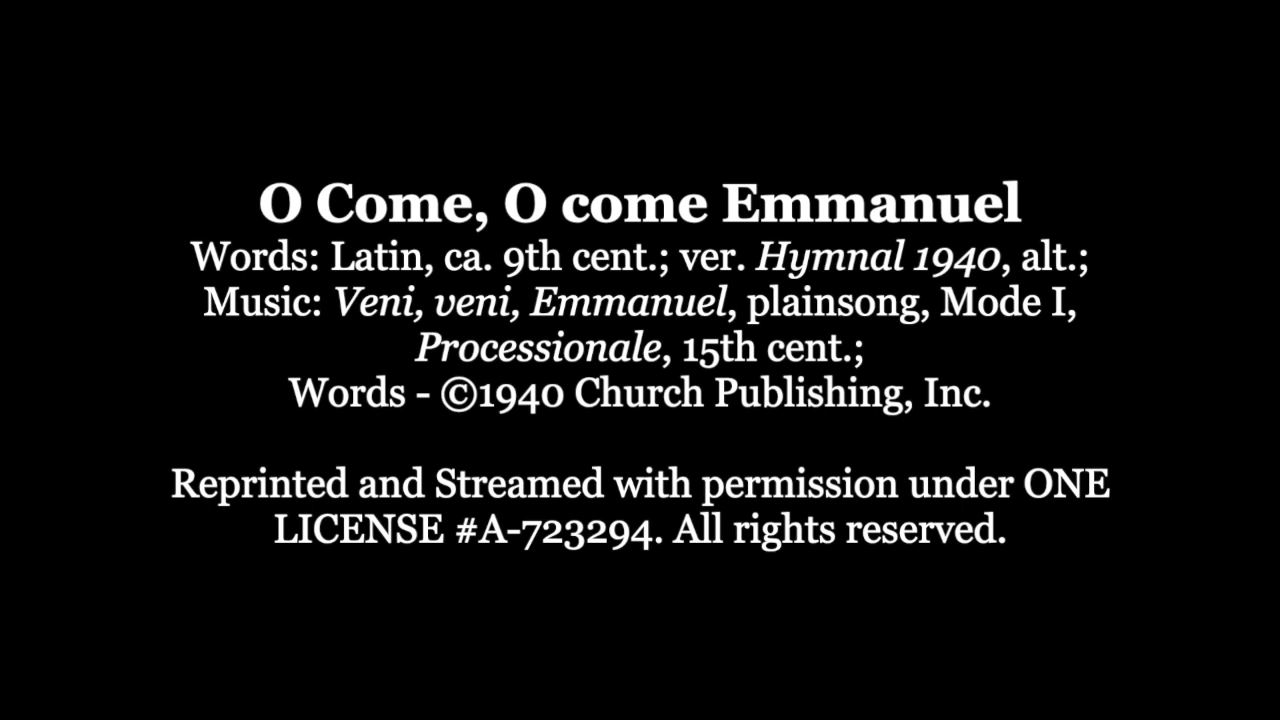 O Come, O come Emmanuel
Words: Latin, ca. 9th cent.; ver. Hymnal 1940, alt.;
Music: Veni, veni, Emmanuel, plainsong, Mode I,
Processionale, 15th cent.;
Words - ©1940 Church Publishing, Inc.
Reprinted and Streamed with permission under ONE
LICENSE #A-723294. All rights reserved.